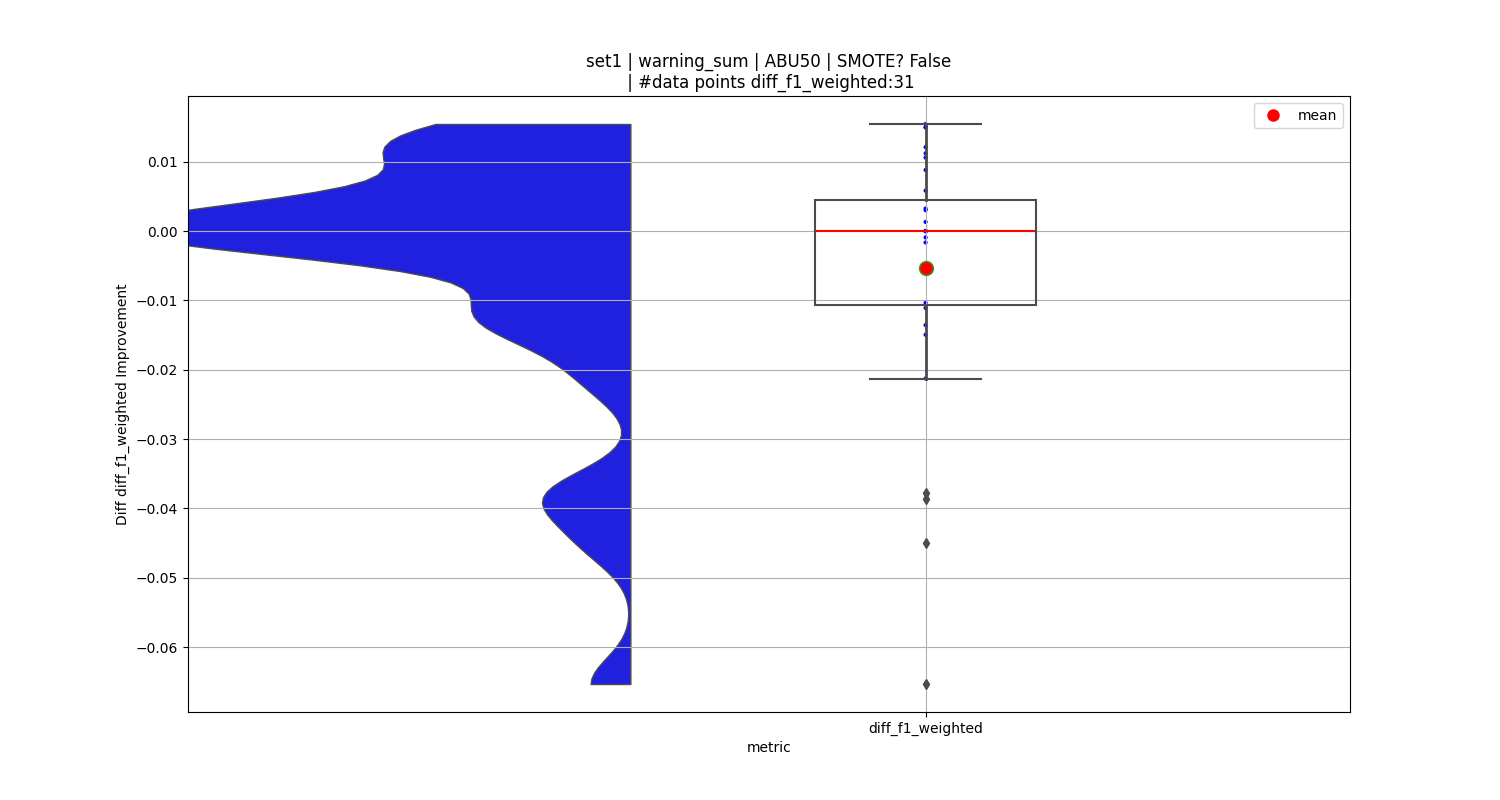 set1 | warning_sum | ABU50 | SMOTE? False
| #data points diff_f1_weighted:31
mean
0.01
0.00
−0.01
−0.02
−0.03
−0.04
−0.05
−0.06
Diff diff_f1_weighted Improvement
diff_f1_weighted
metric